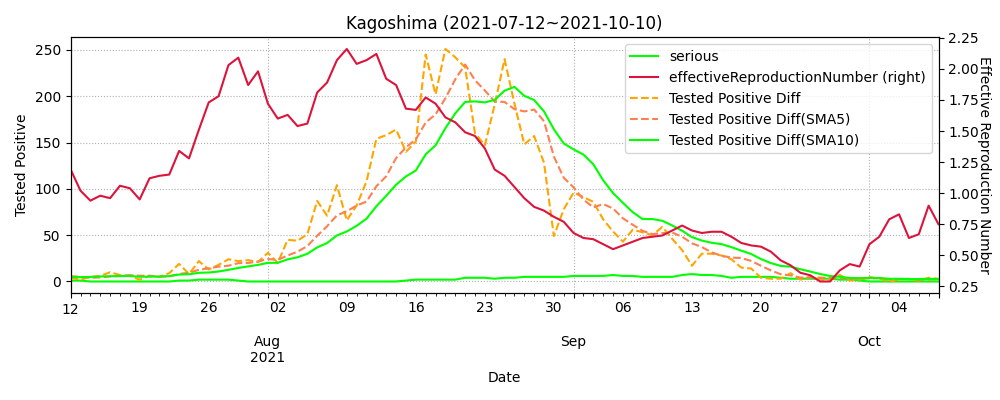 Kagoshima (2021-07-12~2021-10-10)
250
200
150
100
50
0
Tested Positive
2.25
2.00
1.75
1.50
1.25
1.00
0.75
0.50
0.25
Effective Reproduction Number
serious
effectiveReproductionNumber (right)
Tested Positive Diff
Tested Positive Diff(SMA5)
Tested Positive Diff(SMA10)
12 19 26 02 09 16 23 30 06 13 20 27 04
Aug Sep Oct
2021
Date